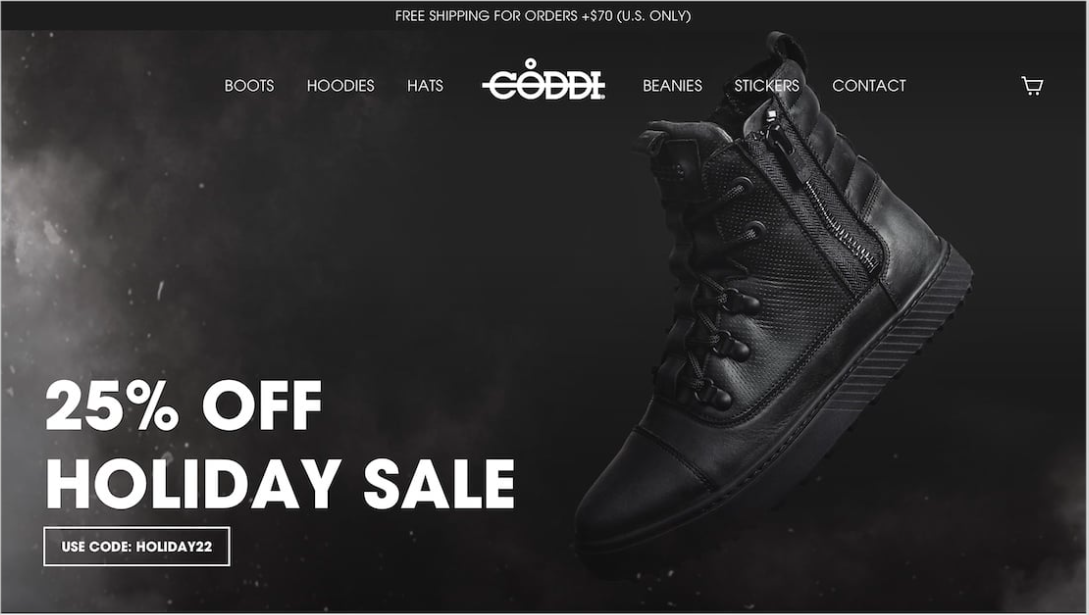 FREE SHIPPING FOR ORDERS +$70 (U.S. ONLY)
BOOTS HOODIES HATS CÓDDI BEANIES STICKERS CONTACT
25% OFF
HOLIDAY SALE
USE CODE: HOLIDAY22